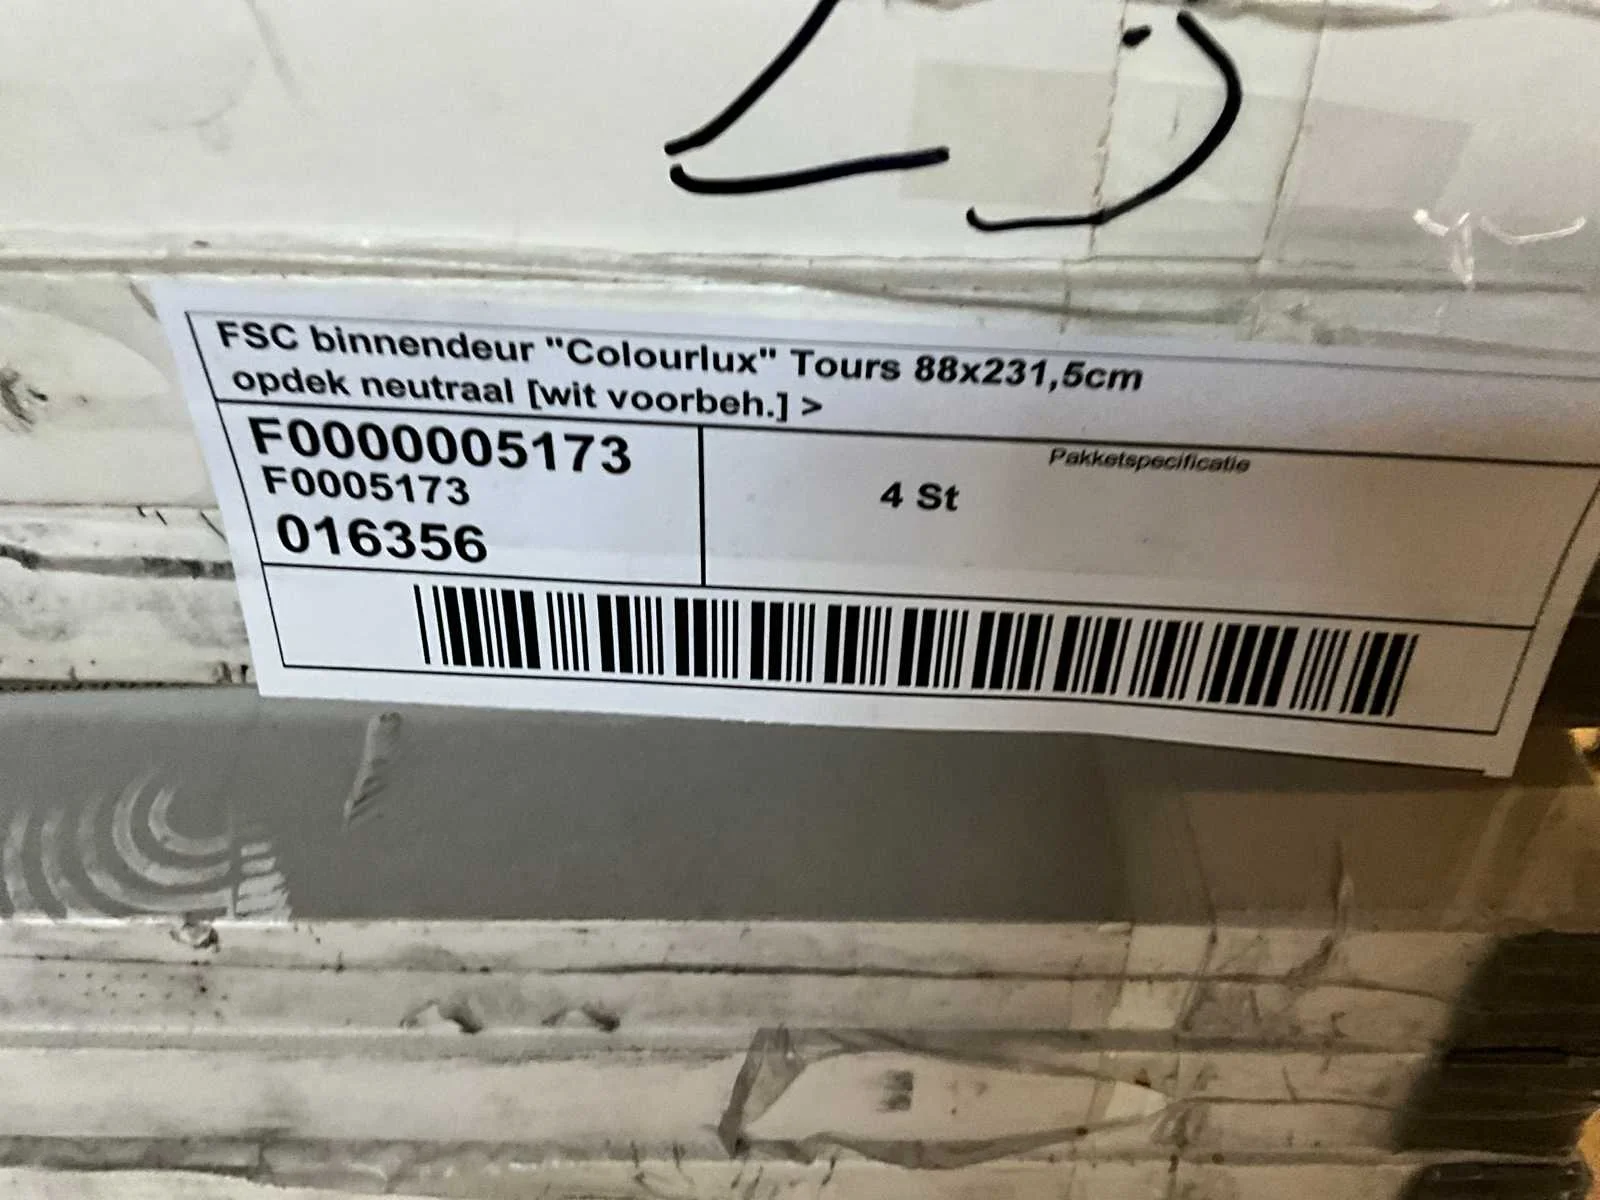 FSC binnendeur "Colourlux" Tours 88x231,5cm
opdek neutraal [wit voorbeh.] >
F0000005173
F0005173
016356
Pakketspecificatie
4 St